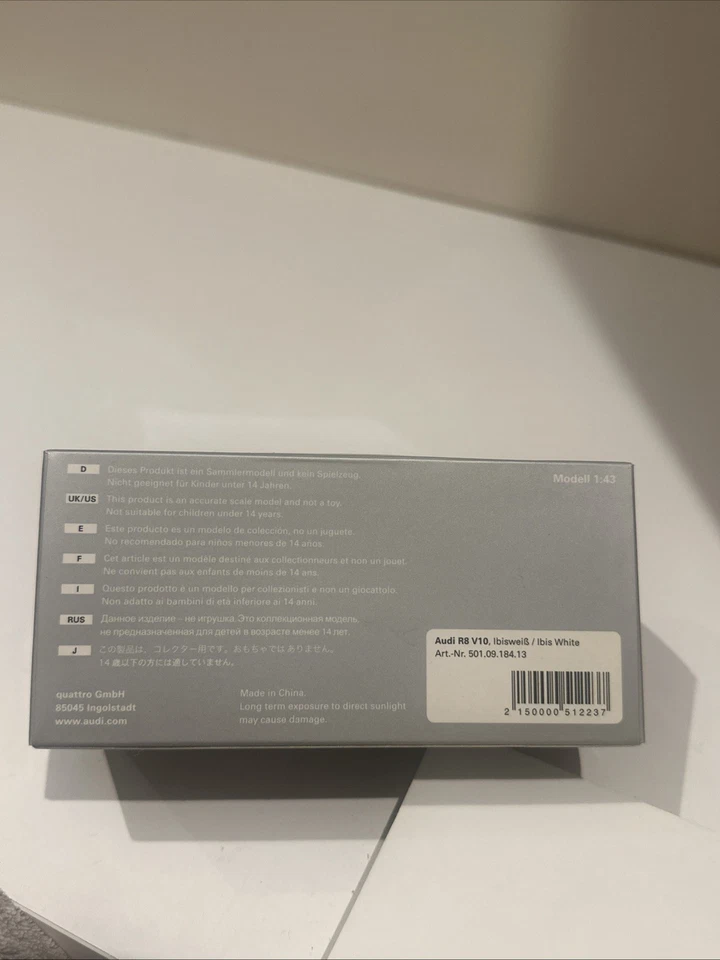 D Dieses Produkt ist ein Sammlermodell und kein Spielzeug.
Nicht geeignet für Kinder unter 14 Jahren.
UK/US This product is an accurate scale model and not a toy.
Not suitable for children under 14 years.
E Este producto es un modelo de colección, no un juguete.
No recomendado para niños menores de 14 años.
F Cet article est un modèle destiné aux collectionneurs et non un jouet.
Ne convient pas aux enfants de moins de 14 ans.
I Questo prodotto è un modello per collezionisti e non un giocattolo.
Non adatto ai bambini di età inferiore ai 14 anni.
RUS Данное изделие – не игрушка. Это коллекционная модель,
не предназначенная для детей в возрасте менее 14 лет.
J この製品は、コレクター用です。おもちゃでは ありません。
14 歳以下の方には適していません。
Modell 1:43
quattro GmbH
85045 Ingolstadt
www.audi.com
Made in China.
Long term exposure to direct sunlight
may cause damage.
Audi R8 V10, Ibisweiß / Ibis White
Art.-Nr. 501.09.184.13
2 150000 512237